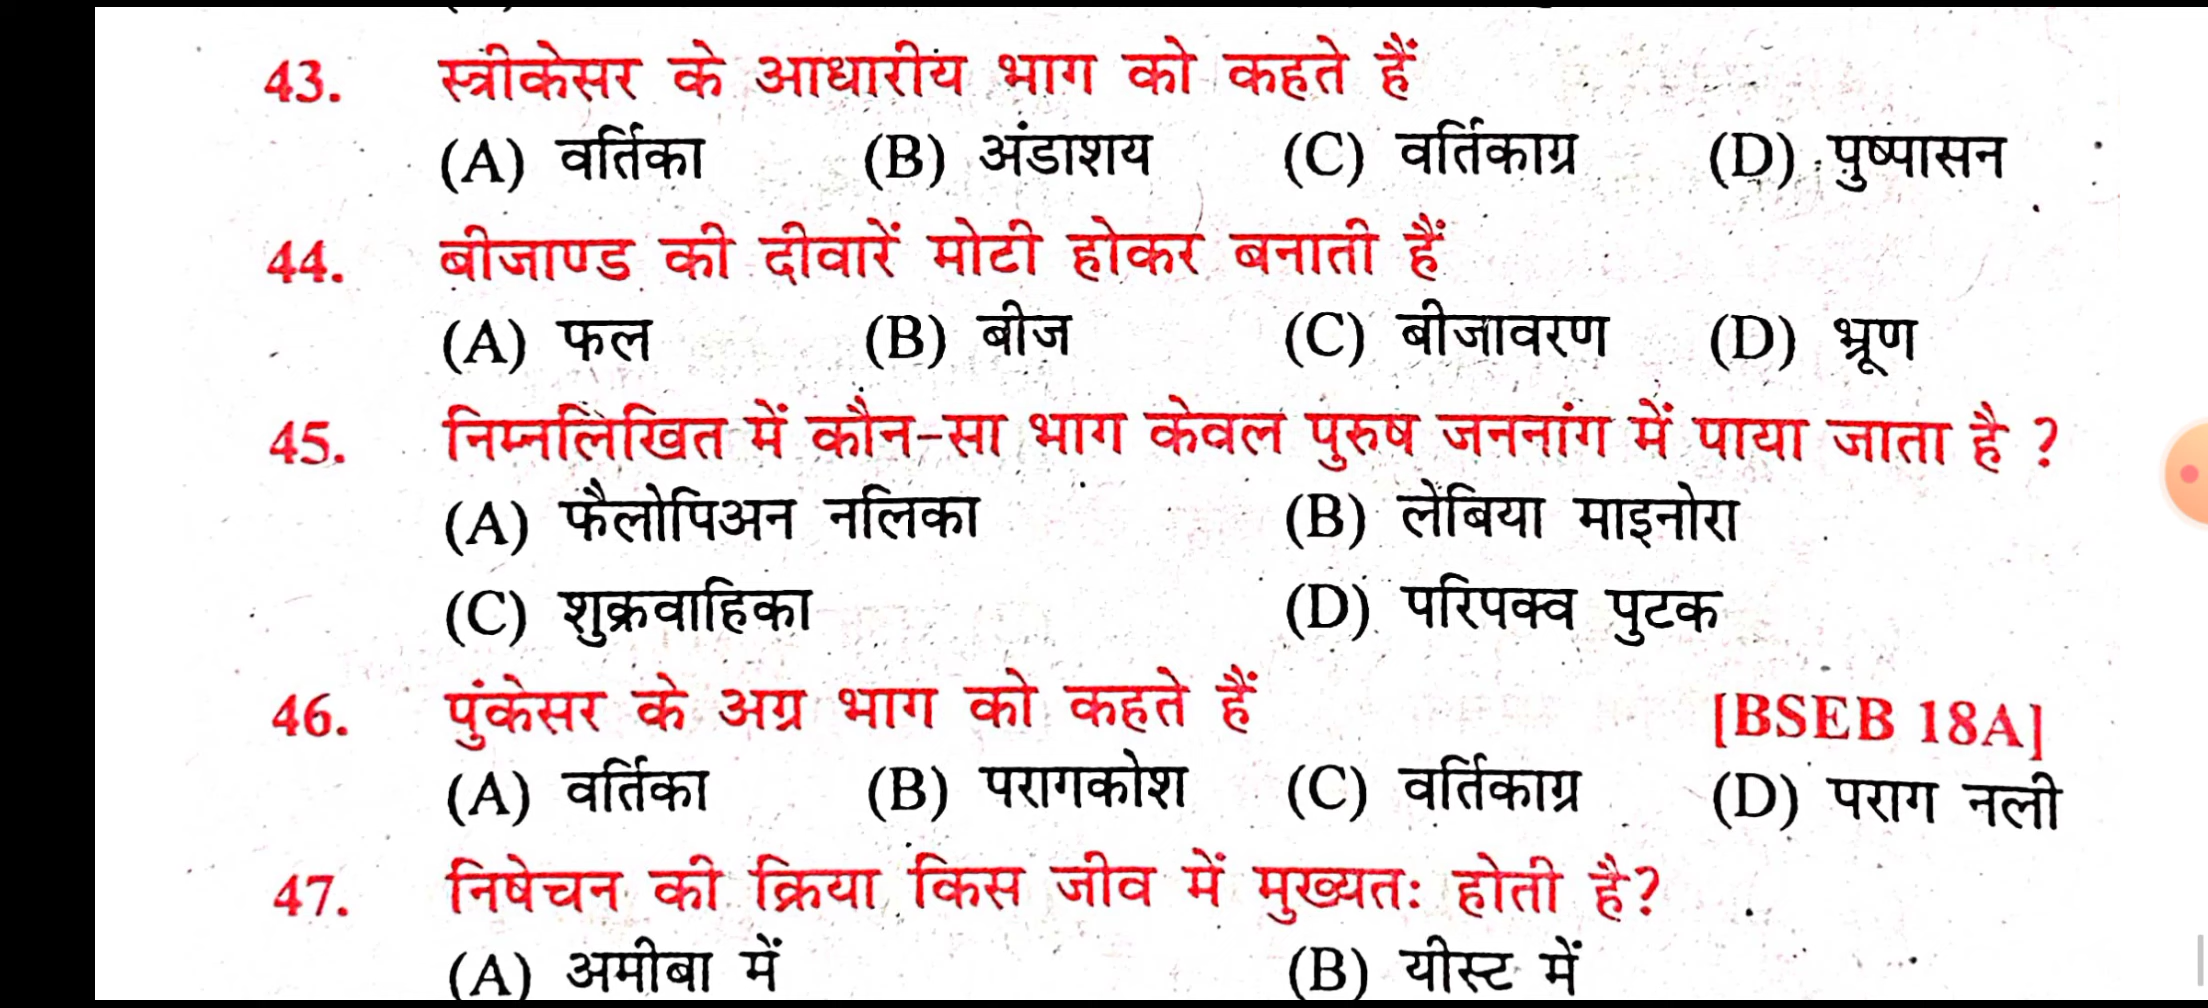 43. स्त्रीकेसर के आधारीय भाग को कहते हैं
(A) वर्तिका (B) अंडाशय (C) वर्तिकाग्र (D) पुष्पासन
44. बीजाण्ड की दीवारें मोटी होकर बनाती हैं
(A) फल (B) बीज (C) बीजावरण (D) भ्रूण
45. निम्नलिखित में कौन-सा भाग केवल पुरुष जननांग में पाया जाता है ?
(A) फैलोपिअन नलिका (B) लेबिया माइनोरा
(C) शुक्रवाहिका (D) परिपक्व पुटक
46. पुंकेसर के अग्र भाग को कहते हैं [BSEB 18A]
(A) वर्तिका (B) परागकोश (C) वर्तिकाग्र (D) पराग नली
47. निषेचन की क्रिया किस जीव में मुख्यतः होती है?
(A) अमीबा में (B) यीस्ट में